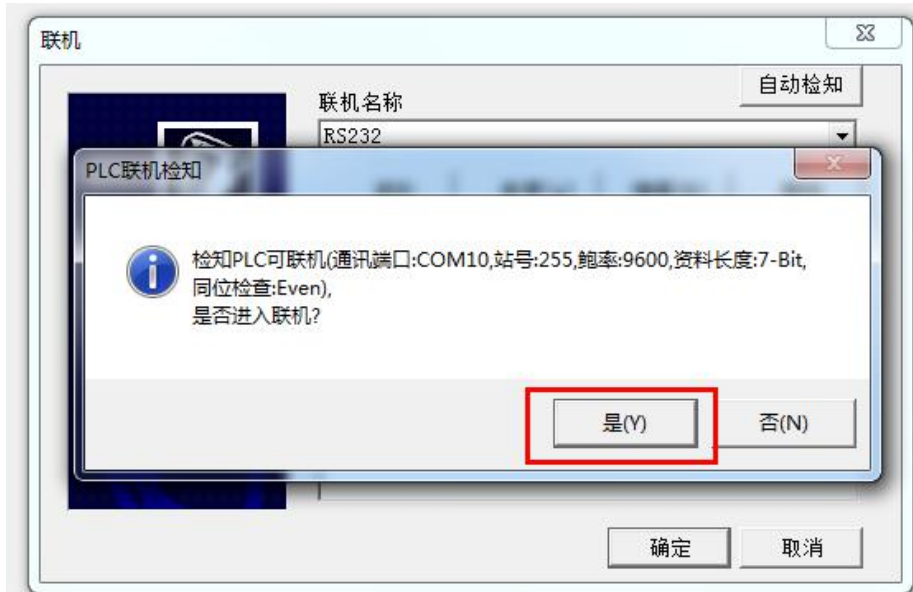 联机
自动检知
联机名称
RS232
PLC联机检知
检知PLC可联机(通讯端口:COM10,站号:255,鲍率:9600,资料长度:7-Bit,
同位检查:Even),
是否进入联机?
是(Y)
否(N)
确定
取消